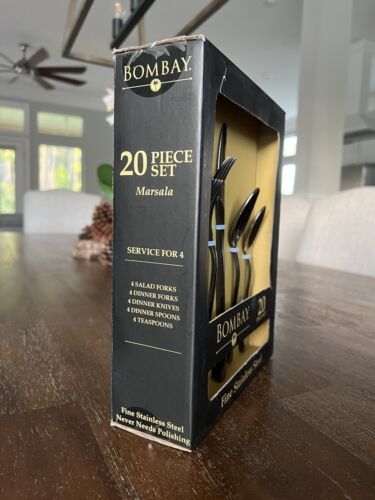 BOMBAY
20 PIECE
SET
Marsala
SERVICE FOR 4
4 SALAD FORKS
4 DINNER FORKS
4 DINNER KNIVES
4 DINNER SPOONS
4 TEASPOONS
Fine Stainless Steel
Never Needs Polishing
BOMBAY
20
Fine Stainless Steel